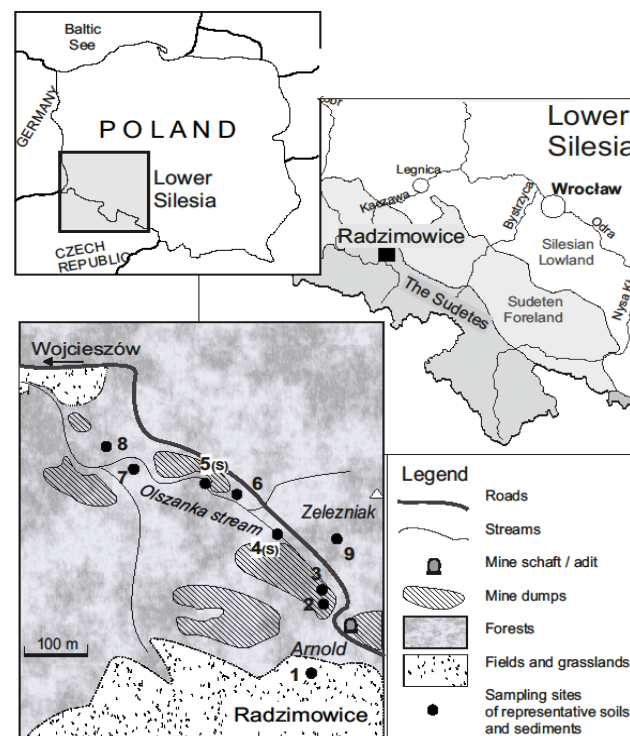 Baltic
See
GERMANY
POLAND
Lower
Silesia
CZECH
REPUBLIC
Lower
Silesia
Legnica
Kaczawa
Bystrzyca
Wrocław
Odra
Radzimowice
Silesian
Lowland
The Sudetes
Sudeten
Foreland
Nysa Kł
Wojcieszów
8
7
5(S)
6
Olszanka stream
Zelezniak
4(S)
9
3
2
100 m
Arnold
1
Radzimowice
Legend
Roads
Streams
Mine schaft / adit
Mine dumps
Forests
Fields and grasslands
Sampling sites
of representative soils
and sediments